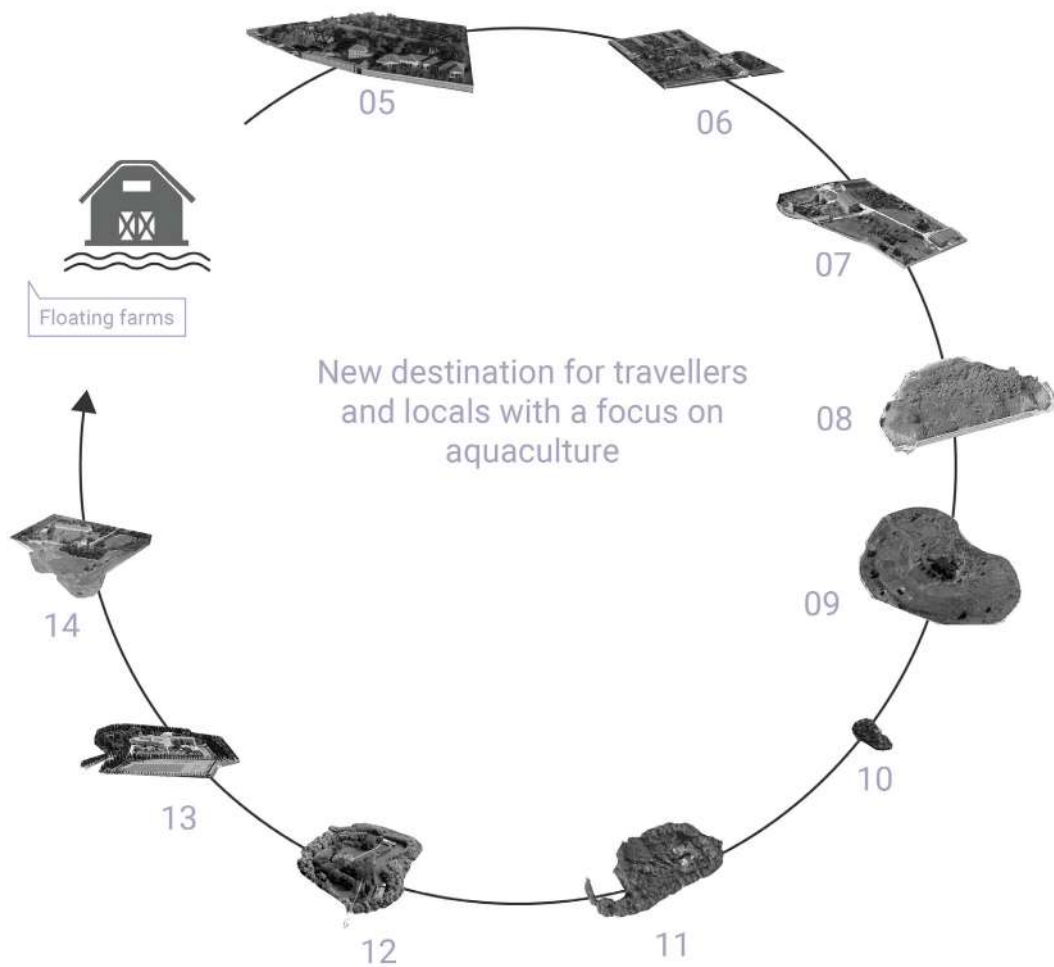 05
06
07
Floating farms
New destination for travellers
and locals with a focus on
aquaculture
08
09
14
10
13
11
12